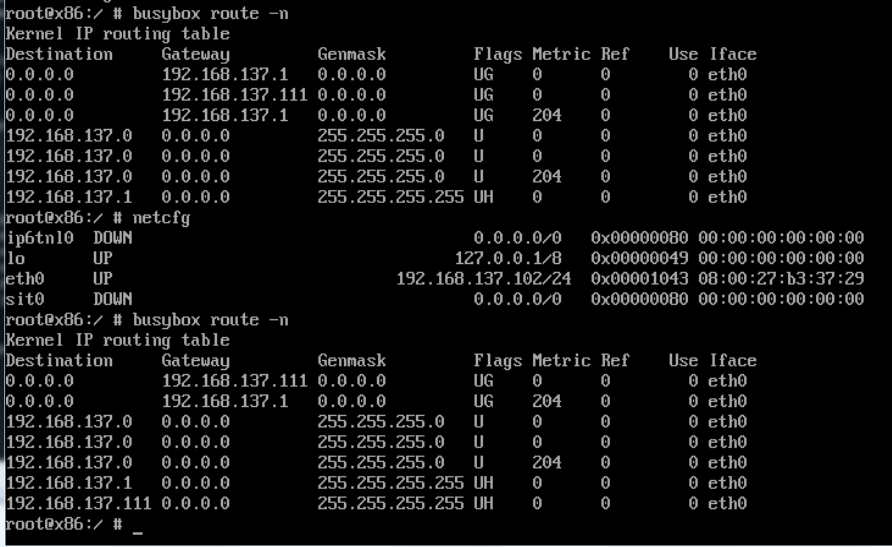 root@x86:/ # busybox route -n
Kernel IP routing table
Destination     Gateway         Genmask         Flags Metric Ref    Use Iface
0.0.0.0         192.168.137.1   0.0.0.0         UG    0      0        0 eth0
0.0.0.0         192.168.137.111 0.0.0.0         UG    0      0        0 eth0
0.0.0.0         192.168.137.1   0.0.0.0         UG    204    0        0 eth0
192.168.137.0   0.0.0.0         255.255.255.0   U     0      0        0 eth0
192.168.137.0   0.0.0.0         255.255.255.0   U     0      0        0 eth0
192.168.137.0   0.0.0.0         255.255.255.0   U     204    0        0 eth0
192.168.137.1   0.0.0.0         255.255.255.255 UH    0      0        0 eth0
root@x86:/ # netcfg
ip6tnl0  DOWN                                   0.0.0.0/0   0x00000080 00:00:00:00:00:00
lo       UP                                   127.0.0.1/8   0x00000049 00:00:00:00:00:00
eth0     UP                             192.168.137.102/24  0x00001043 08:00:27:b3:37:29
sit0     DOWN                                   0.0.0.0/0   0x00000080 00:00:00:00:00:00
root@x86:/ # busybox route -n
Kernel IP routing table
Destination     Gateway         Genmask         Flags Metric Ref    Use Iface
0.0.0.0         192.168.137.111 0.0.0.0         UG    0      0        0 eth0
0.0.0.0         192.168.137.1   0.0.0.0         UG    204    0        0 eth0
192.168.137.0   0.0.0.0         255.255.255.0   U     0      0        0 eth0
192.168.137.0   0.0.0.0         255.255.255.0   U     0      0        0 eth0
192.168.137.0   0.0.0.0         255.255.255.0   U     204    0        0 eth0
192.168.137.1   0.0.0.0         255.255.255.255 UH    0      0        0 eth0
192.168.137.111 0.0.0.0         255.255.255.255 UH    0      0        0 eth0
root@x86:/ # _